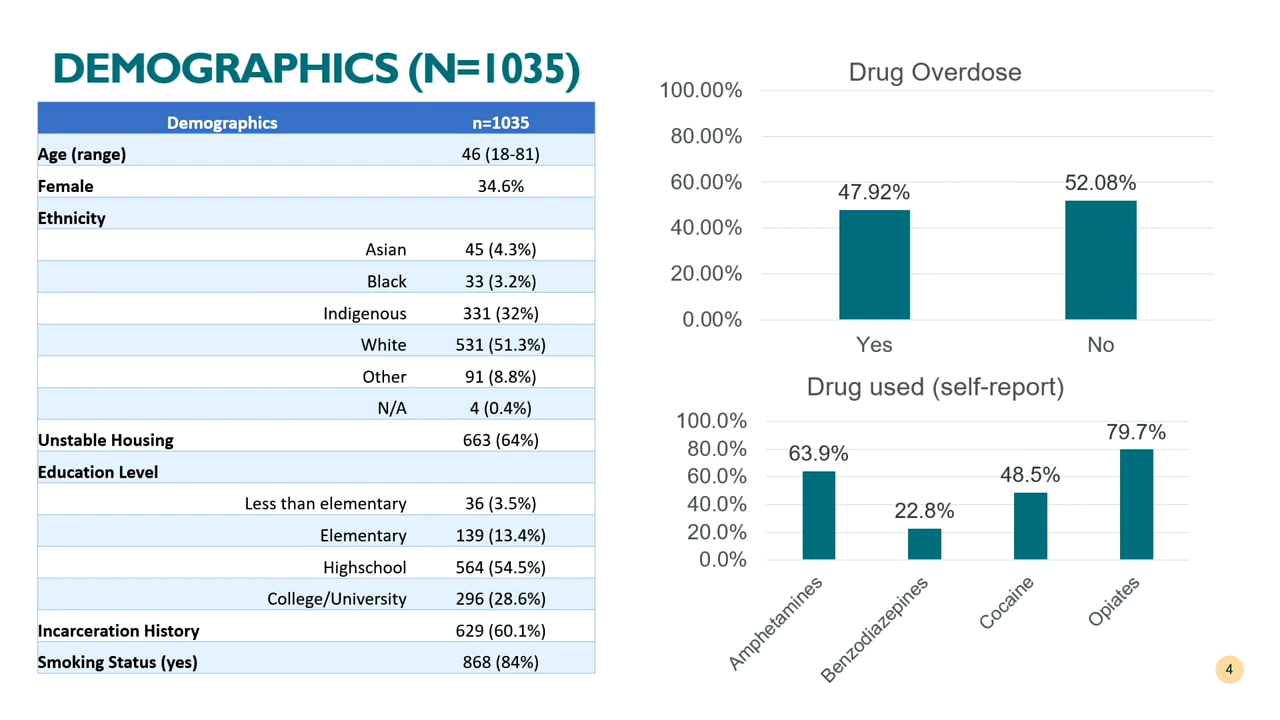 DEMOGRAPHICS (N=1035)
Demographics n=1035
Age (range) 46 (18-81)
Female 34.6%
Ethnicity
Asian 45 (4.3%)
Black 33 (3.2%)
Indigenous 331 (32%)
White 531 (51.3%)
Other 91 (8.8%)
N/A 4 (0.4%)
Unstable Housing 663 (64%)
Education Level
Less than elementary 36 (3.5%)
Elementary 139 (13.4%)
Highschool 564 (54.5%)
College/University 296 (28.6%)
Incarceration History 629 (60.1%)
Smoking Status (yes) 868 (84%)
Drug Overdose
100.00%
80.00%
60.00%
40.00%
20.00%
0.00%
47.92%
52.08%
Yes No
Drug used (self-report)
100.0%
80.0%
60.0%
40.0%
20.0%
0.0%
63.9%
22.8%
48.5%
79.7%
Amphetamines
Benzodiazepines
Cocaine
Opiates
4